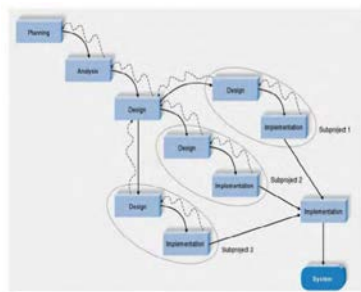 Planning
Analysis
Design
Design
Implementation
Subproject 1
Design
Implementation
Subproject 2
Design
Implementation
Subproject 3
Implementation
System